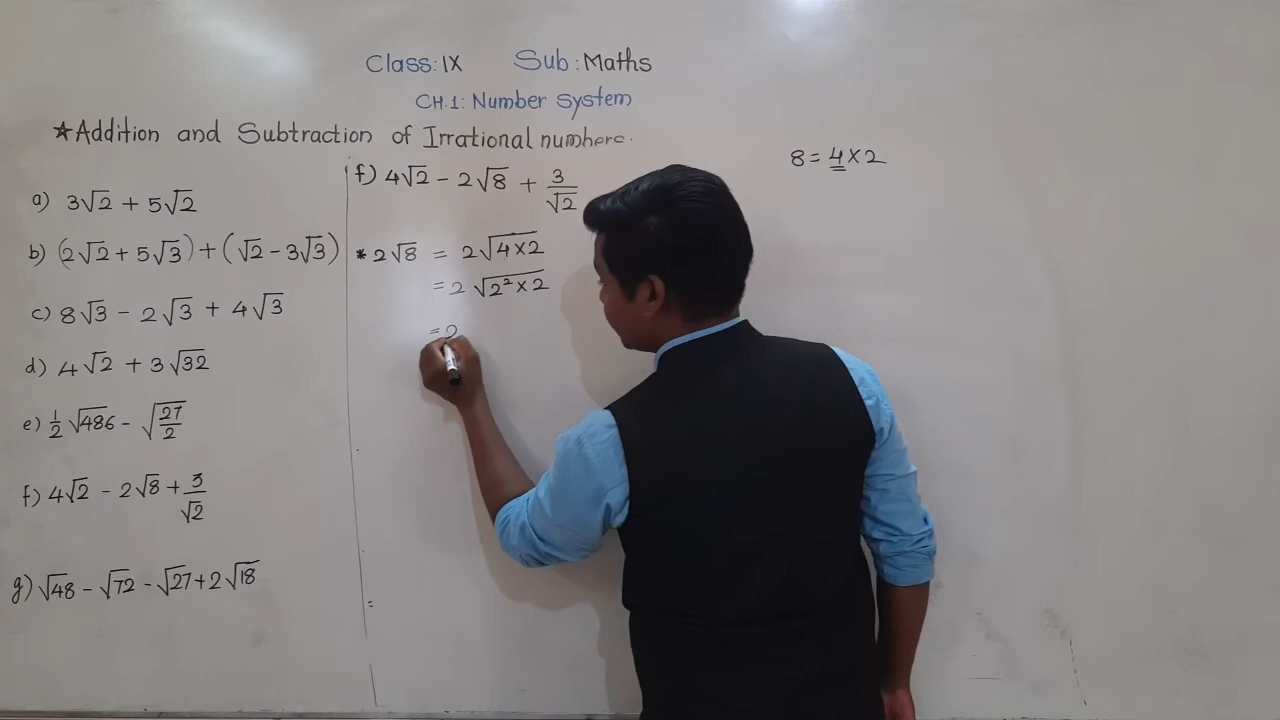 Class: IX Sub: Maths
CH.1: Number system
★Addition and Subtraction of Irrational numbers.
a) 3√2 + 5√2
b) (2√2 + 5√3) + (√2 - 3√3)
c) 8√3 - 2√3 + 4√3
d) 4√2 + 3√32
e) 1/2 √486 - √(27/2)
f) 4√2 - 2√8 + 3/√2
g) √48 - √72 - √27 + 2√18
f) 4√2 - 2√8 + 3/√2
* 2√8 = 2√(4×2)
= 2√(2²×2)
= 2
8 = 4×2